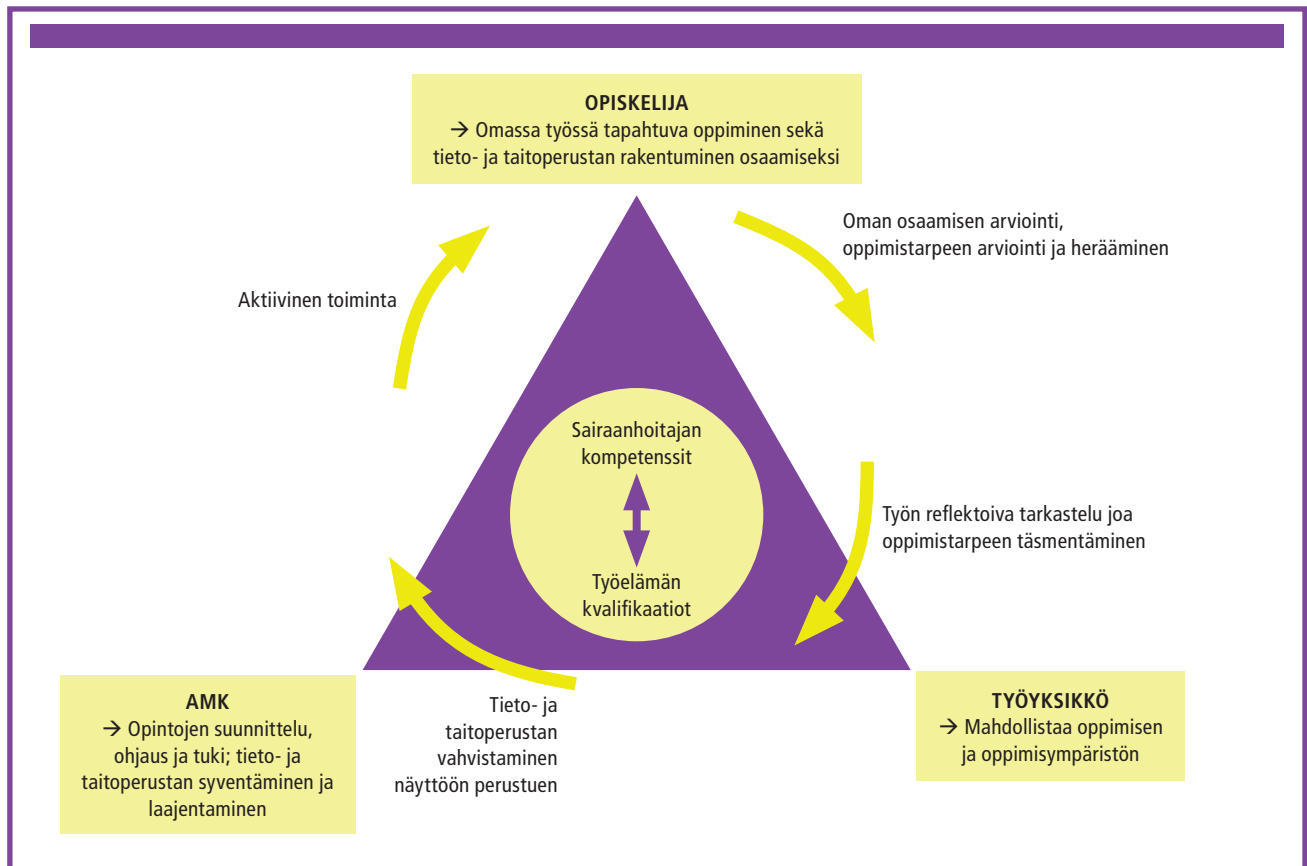 OPISKELIJA
→ Omassa työssä tapahtuva oppiminen sekä
tieto- ja taitoperustan rakentuminen osaamiseksi
Oman osaamisen arviointi,
oppimistarpeen arviointi ja herääminen
Aktiivinen toiminta
Sairaanhoitajan
kompetenssit
Työelämän
kvalifikaatiot
Työn reflektoiva tarkastelu joa
oppimistarpeen täsmentäminen
AMK
→ Opintojen suunnittelu,
ohjaus ja tuki; tieto- ja
taitoperustan syventäminen ja
laajentaminen
Tieto- ja
taitoperustan
vahvistaminen
näyttöön perustuen
TYÖYKSIKKÖ
→ Mahdollistaa oppimisen
ja oppimisympäristön